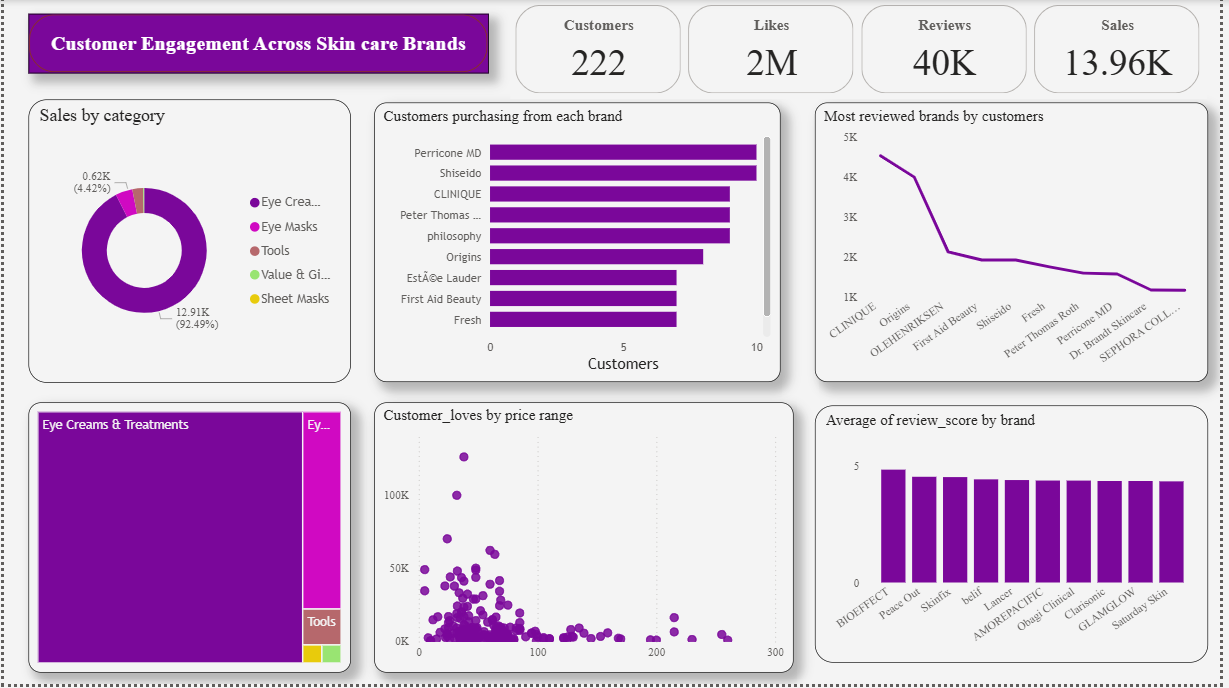 Customer Engagement Across Skin care Brands
Customers
222
Likes
2M
Reviews
40K
Sales
13.96K
Sales by category
0.62K
(4.42%)
12.91K
(92.49%)
Eye Crea...
Eye Masks
Tools
Value & Gi...
Sheet Masks
Customers purchasing from each brand
Perricone MD
Shiseido
CLINIQUE
Peter Thomas ...
philosophy
Origins
EstÃ©e Lauder
First Aid Beauty
Fresh
0
5
10
Customers
Most reviewed brands by customers
5K
4K
3K
2K
1K
CLINIQUE
Origins
OLEHENRIKSEN
First Aid Beauty
Shiseido
Fresh
Peter Thomas Roth
Perricone MD
Dr. Brandt Skincare
SEPHORA COLL...
Eye Creams & Treatments
Ey...
Tools
Customer_loves by price range
100K
50K
0K
0
100
200
300
Average of review_score by brand
5
0
BIOEFFECT
Peace Out
Skinfix
belif
Lancer
AMOREPACIFIC
Obagi Clinical
Clarisonic
GLAMGLOW
Saturday Skin